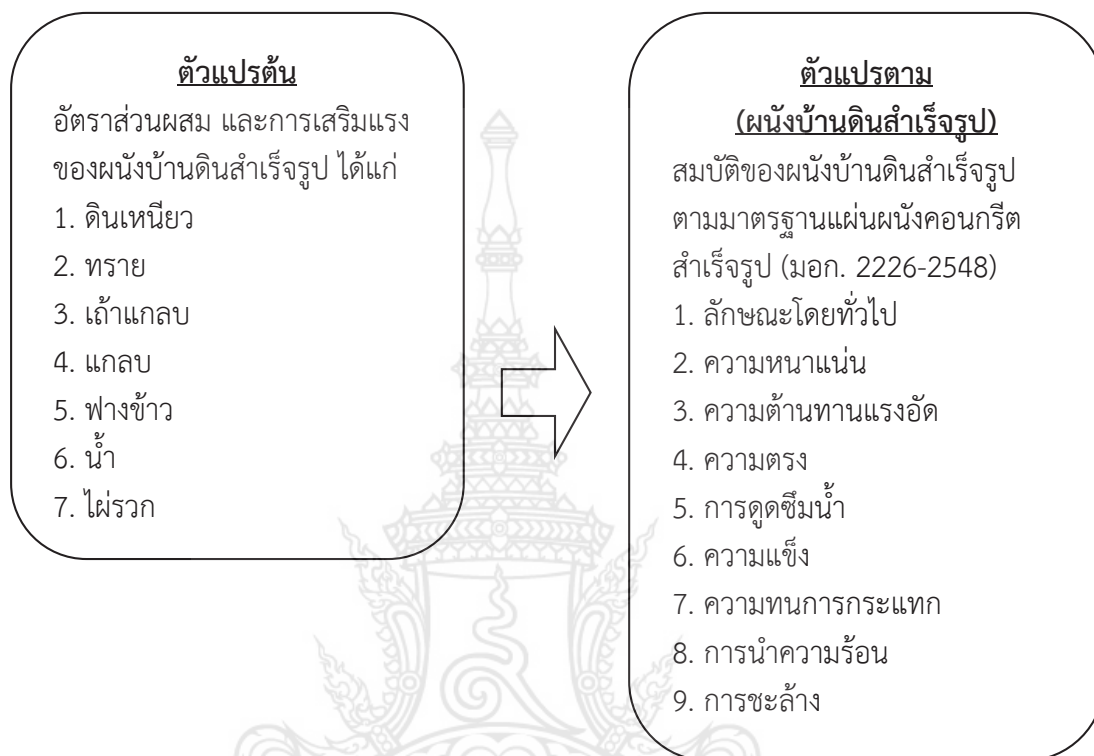 ตัวแปรต้น
อัตราส่วนผสม และการเสริมแรง
ของผนังบ้านดินสำเร็จรูป ได้แก่
1. ดินเหนียว
2. ทราย
3. เถ้าแกลบ
4. แกลบ
5. ฟางข้าว
6. น้ำ
7. ไผ่รวก
ตัวแปรตาม
(ผนังบ้านดินสำเร็จรูป)
สมบัติของผนังบ้านดินสำเร็จรูป
ตามมาตรฐานแผ่นผนังคอนกรีต
สำเร็จรูป (มอก. 2226-2548)
1. ลักษณะโดยทั่วไป
2. ความหนาแน่น
3. ความต้านทานแรงอัด
4. ความตรง
5. การดูดซึมน้ำ
6. ความแข็ง
7. ความทนการกระแทก
8. การนำความร้อน
9. การชะล้าง